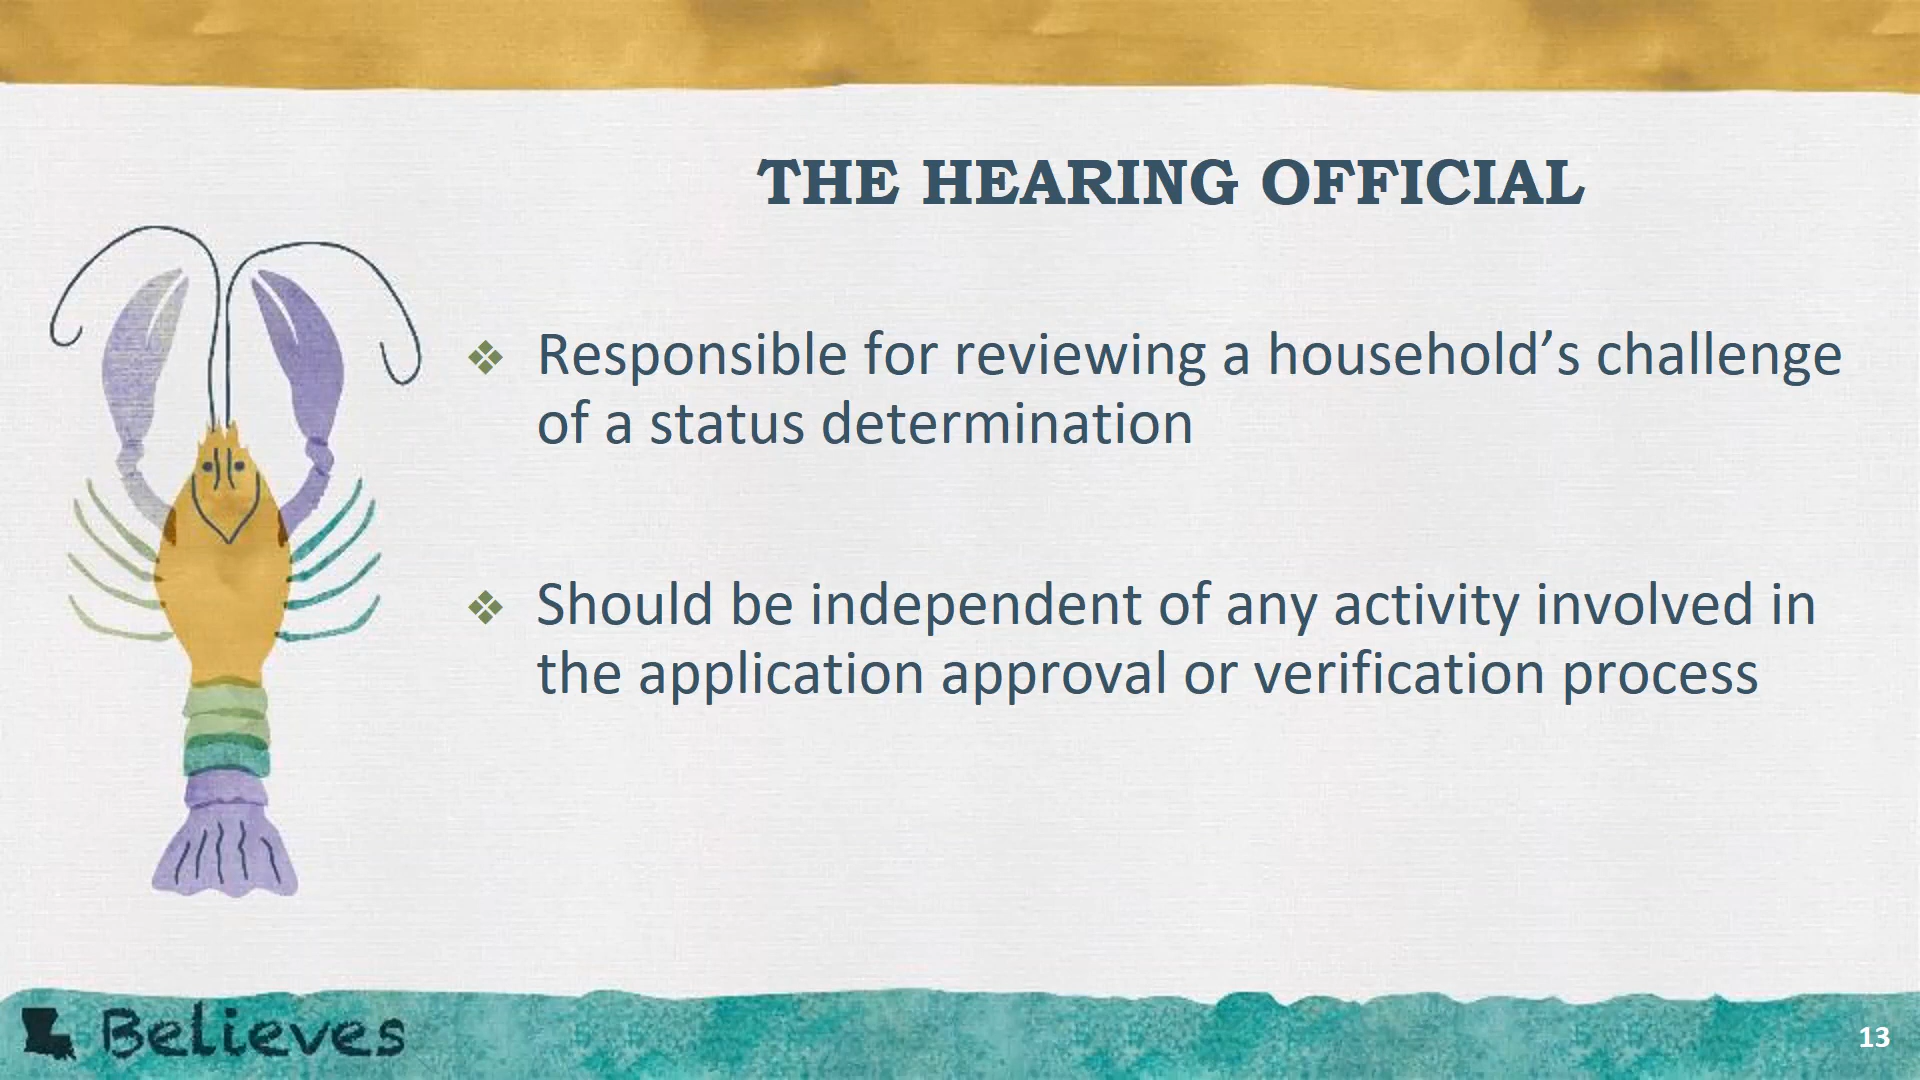 THE HEARING OFFICIAL
❖ Responsible for reviewing a household’s challenge
of a status determination
❖ Should be independent of any activity involved in
the application approval or verification process
Believes
13